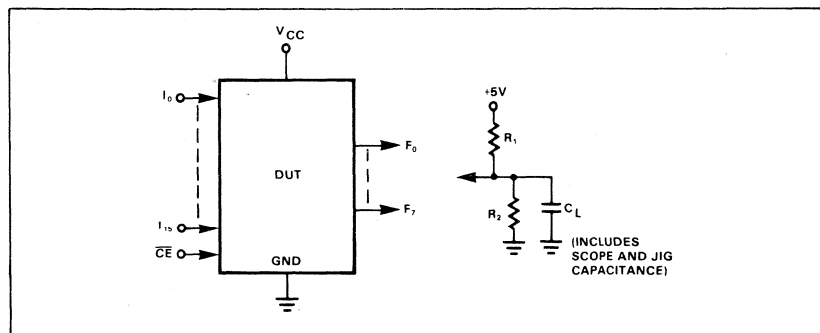 VCC
I0
I15
CE
DUT
GND
F0
F7
+5V
R1
R2
CL
(INCLUDES
SCOPE AND JIG
CAPACITANCE)